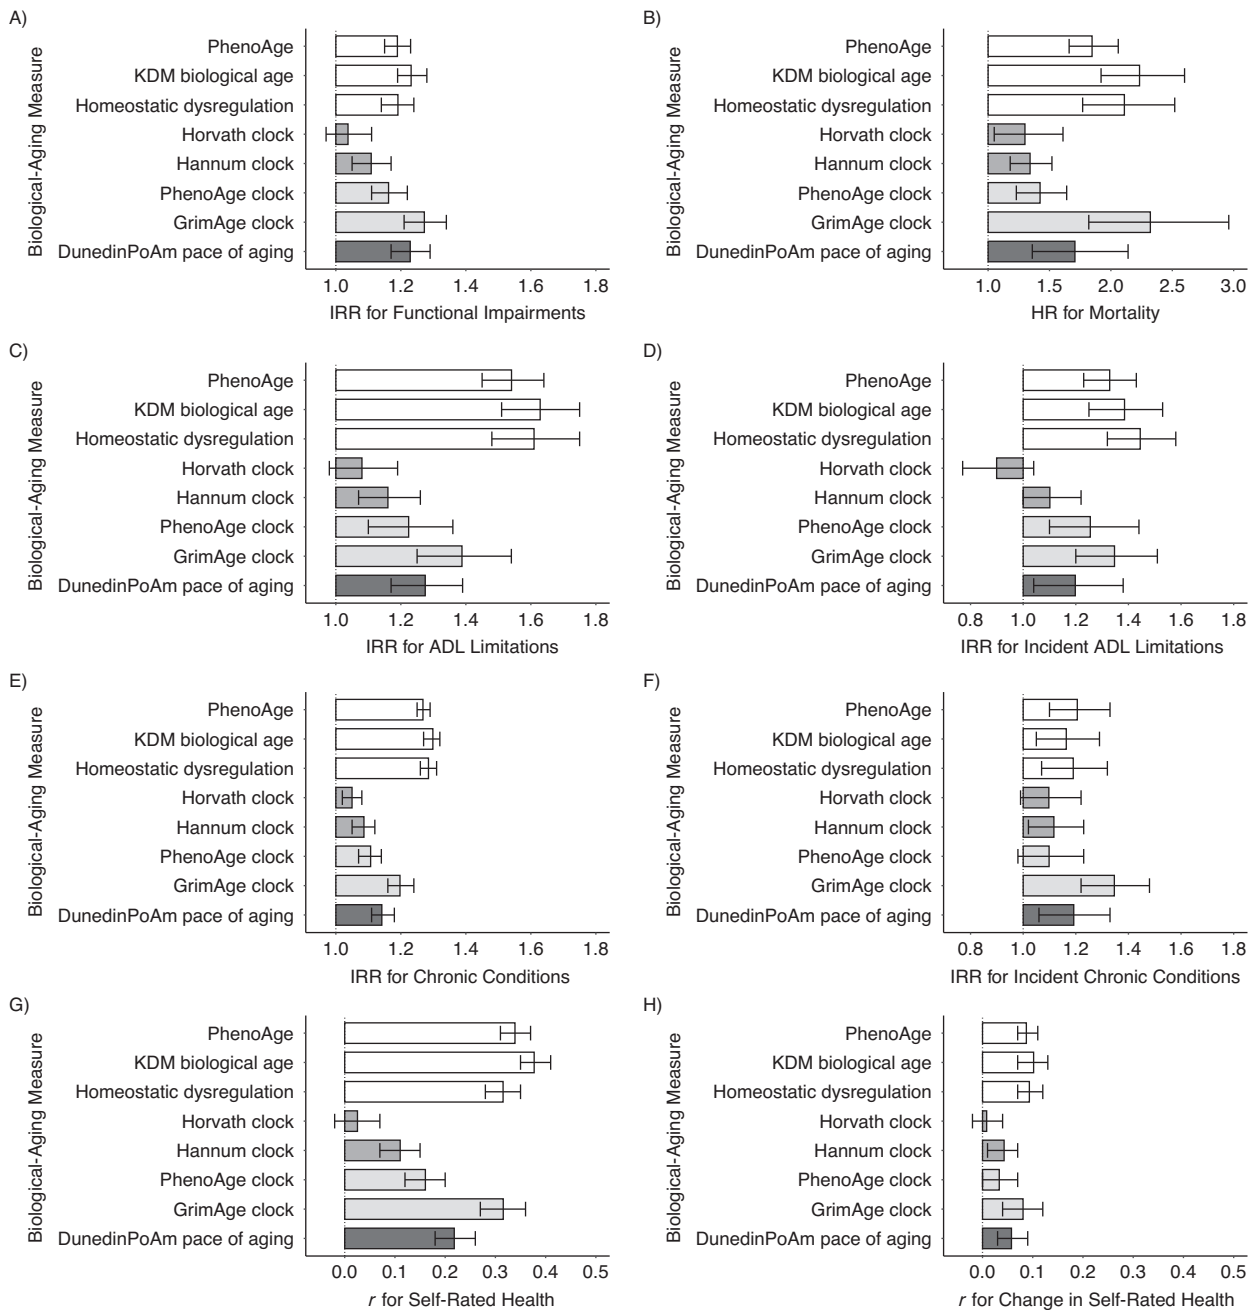 A)
Biological-Aging Measure
PhenoAge
KDM biological age
Homeostatic dysregulation
Horvath clock
Hannum clock
PhenoAge clock
GrimAge clock
DunedinPoAm pace of aging
1.0 1.2 1.4 1.6 1.8
IRR for Functional Impairments
B)
Biological-Aging Measure
PhenoAge
KDM biological age
Homeostatic dysregulation
Horvath clock
Hannum clock
PhenoAge clock
GrimAge clock
DunedinPoAm pace of aging
1.0 1.5 2.0 2.5 3.0
HR for Mortality
C)
Biological-Aging Measure
PhenoAge
KDM biological age
Homeostatic dysregulation
Horvath clock
Hannum clock
PhenoAge clock
GrimAge clock
DunedinPoAm pace of aging
1.0 1.2 1.4 1.6 1.8
IRR for ADL Limitations
D)
Biological-Aging Measure
PhenoAge
KDM biological age
Homeostatic dysregulation
Horvath clock
Hannum clock
PhenoAge clock
GrimAge clock
DunedinPoAm pace of aging
0.8 1.0 1.2 1.4 1.6 1.8
IRR for Incident ADL Limitations
E)
Biological-Aging Measure
PhenoAge
KDM biological age
Homeostatic dysregulation
Horvath clock
Hannum clock
PhenoAge clock
GrimAge clock
DunedinPoAm pace of aging
1.0 1.2 1.4 1.6 1.8
IRR for Chronic Conditions
F)
Biological-Aging Measure
PhenoAge
KDM biological age
Homeostatic dysregulation
Horvath clock
Hannum clock
PhenoAge clock
GrimAge clock
DunedinPoAm pace of aging
0.8 1.0 1.2 1.4 1.6 1.8
IRR for Incident Chronic Conditions
G)
Biological-Aging Measure
PhenoAge
KDM biological age
Homeostatic dysregulation
Horvath clock
Hannum clock
PhenoAge clock
GrimAge clock
DunedinPoAm pace of aging
0.0 0.1 0.2 0.3 0.4 0.5
r for Self-Rated Health
H)
Biological-Aging Measure
PhenoAge
KDM biological age
Homeostatic dysregulation
Horvath clock
Hannum clock
PhenoAge clock
GrimAge clock
DunedinPoAm pace of aging
0.0 0.1 0.2 0.3 0.4 0.5
r for Change in Self-Rated Health